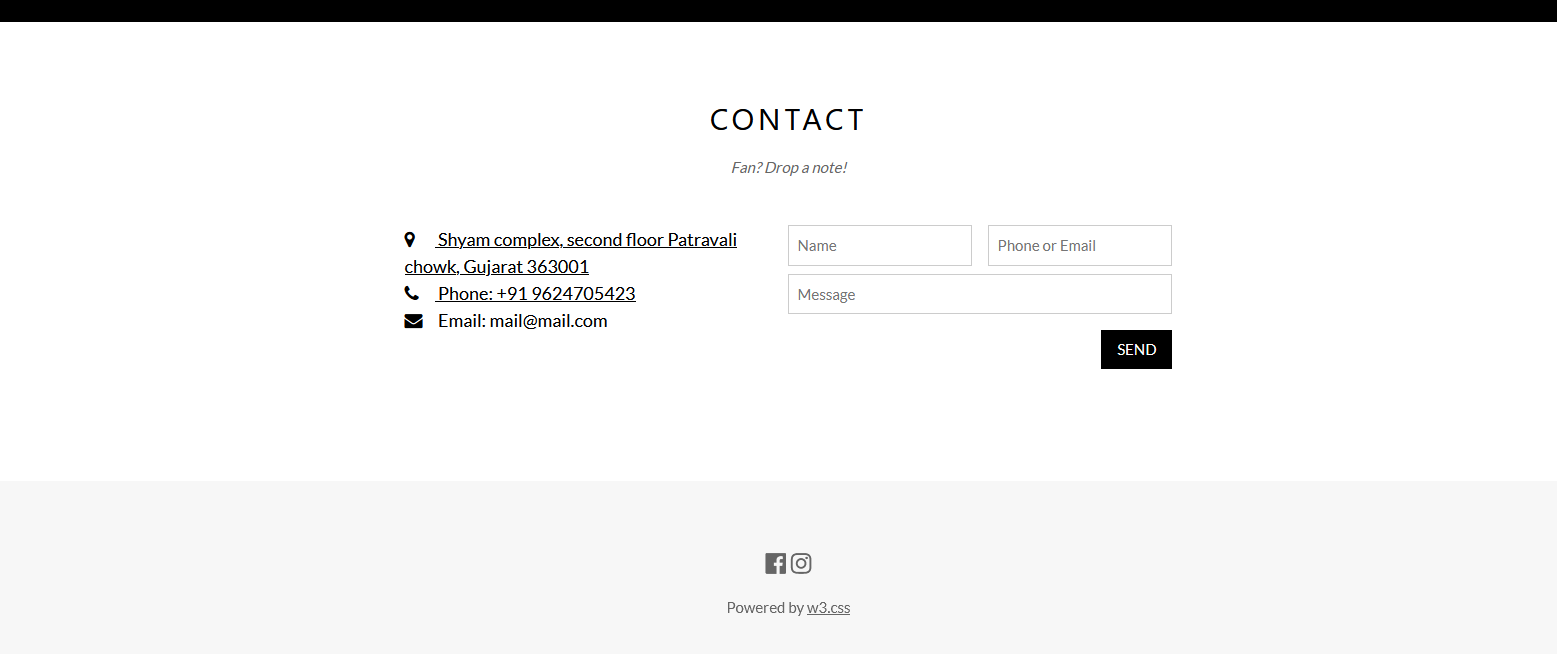 CONTACT
Fan? Drop a note!
Shyam complex, second floor Patravali
chowk, Gujarat 363001
Phone: +91 9624705423
Email: mail@mail.com
Name
Phone or Email
Message
SEND
Powered by w3.css